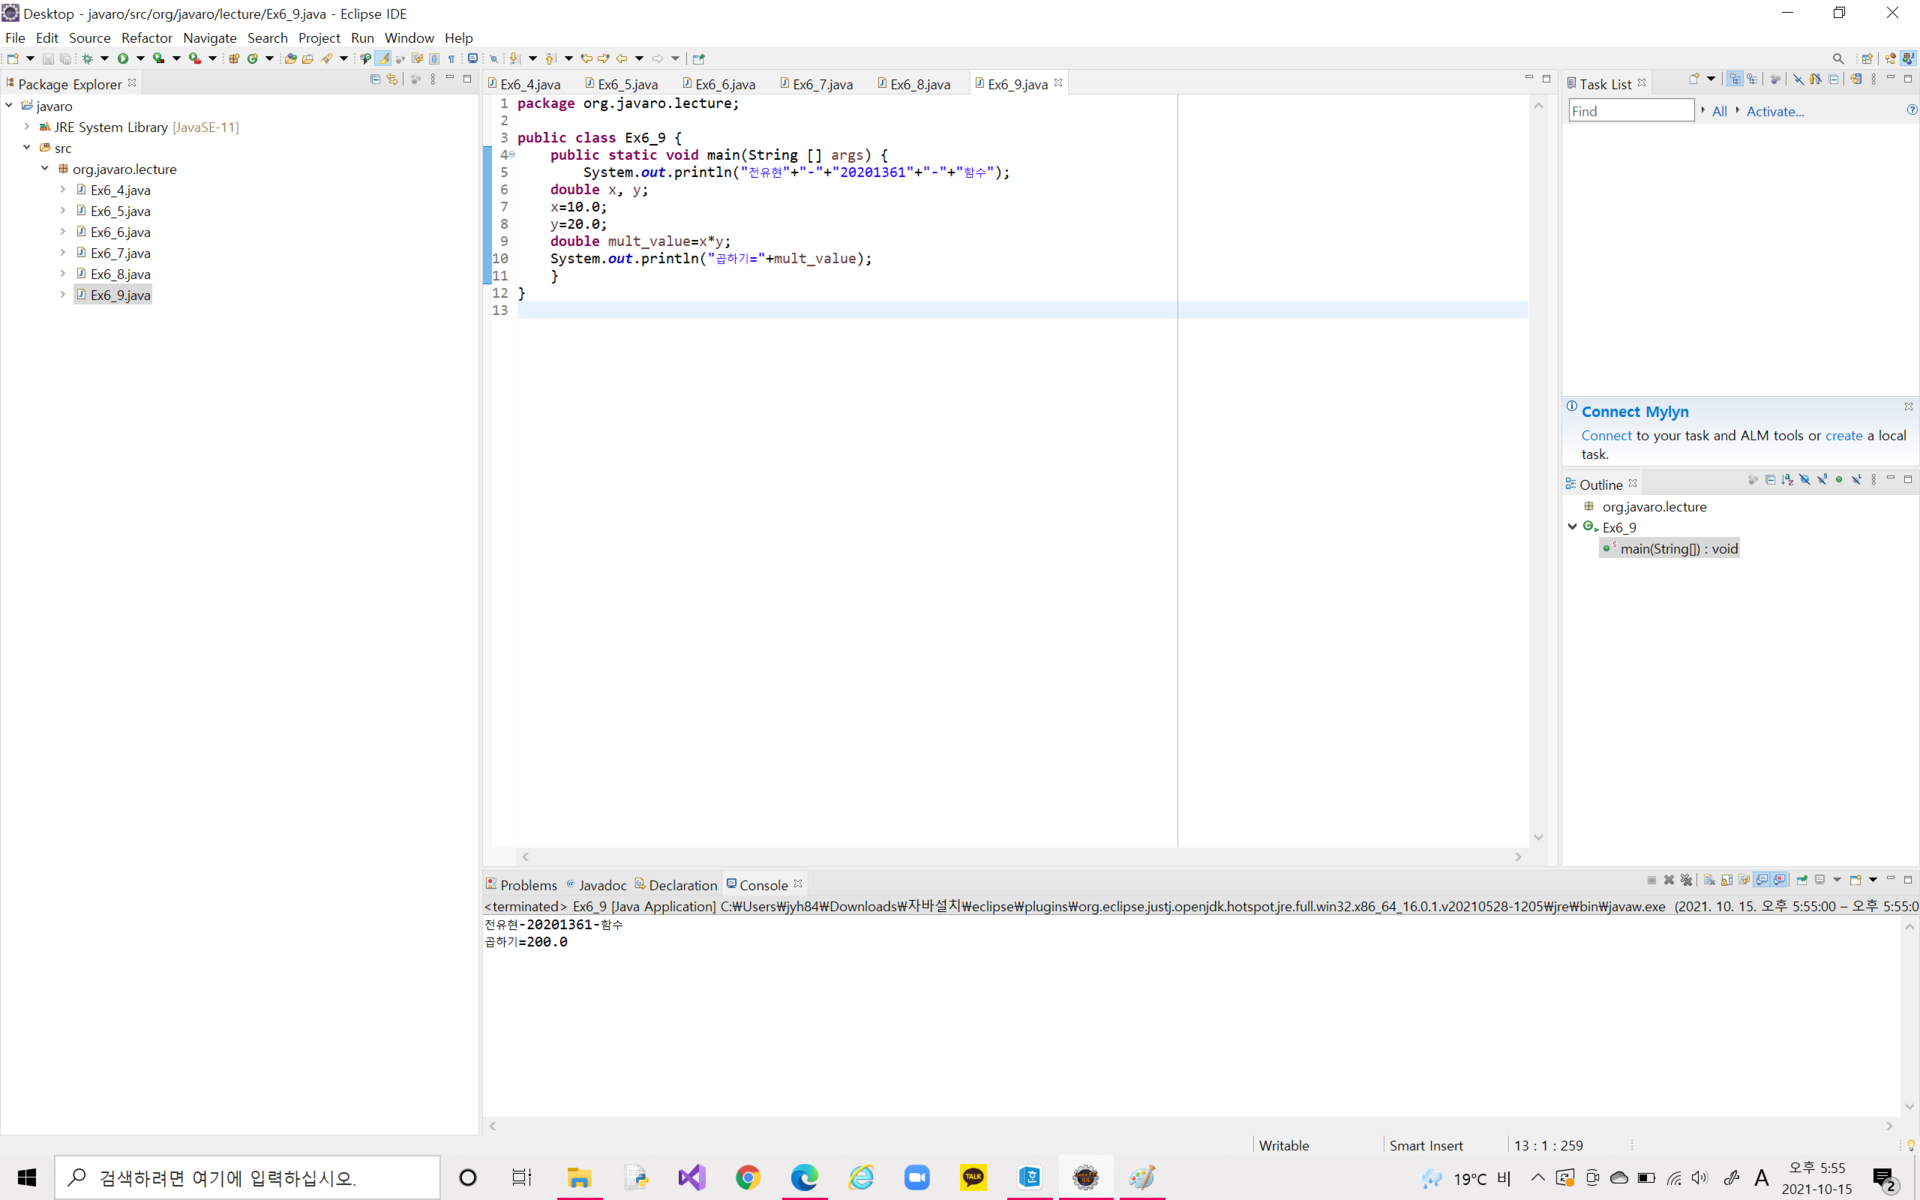 Desktop - javaro/src/org/javaro/lecture/Ex6_9.java - Eclipse IDE
File Edit Source Refactor Navigate Search Project Run Window Help
Package Explorer
javaro
JRE System Library [JavaSE-11]
src
org.javaro.lecture
Ex6_4.java
Ex6_5.java
Ex6_6.java
Ex6_7.java
Ex6_8.java
Ex6_9.java
Ex6_4.java Ex6_5.java Ex6_6.java Ex6_7.java Ex6_8.java Ex6_9.java
1 package org.javaro.lecture;
2
3 public class Ex6_9 {
4 public static void main(String [] args) {
5 System.out.println("전유현"+"-"+"20201361"+"-"+"함수");
6 double x, y;
7 x=10.0;
8 y=20.0;
9 double mult_value=x*y;
10 System.out.println("곱하기="+mult_value);
11 }
12 }
13
Task List
Find All Activate...
Connect Mylyn
Connect to your task and ALM tools or create a local
task.
Outline
org.javaro.lecture
Ex6_9
main(String[]) : void
Problems Javadoc Declaration Console
<terminated> Ex6_9 [Java Application] C:₩Users₩jyh84₩Downloads₩자바설치₩eclipse₩plugins₩org.eclipse.justj.openjdk.hotspot.jre.full.win32.x86_64_16.0.1.v20210528-1205₩jre₩bin₩javaw.exe (2021. 10. 15. 오후 5:55:00 – 오후 5:55:0
전유현-20201361-함수
곱하기=200.0
Writable Smart Insert 13 : 1 : 259
검색하려면 여기에 입력하십시오.
TALK
19°C 비
A
오후 5:55
2021-10-15
2